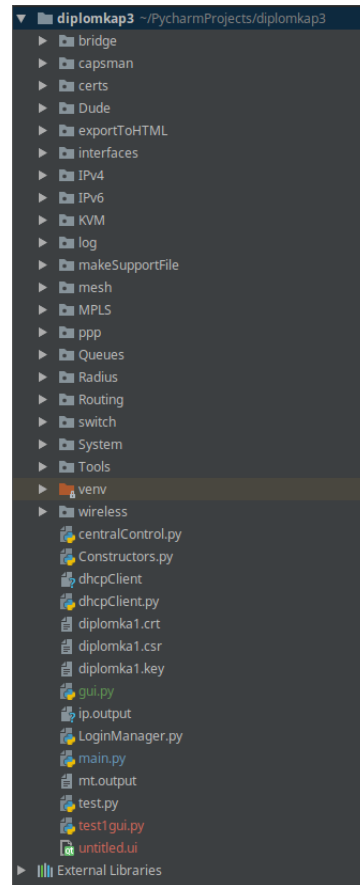 diplomkap3 ~/PycharmProjects/diplomkap3
bridge
capsman
certs
Dude
exportToHTML
interfaces
IPv4
IPv6
KVM
log
makeSupportFile
mesh
MPLS
ppp
Queues
Radius
Routing
switch
System
Tools
venv
wireless
centralControl.py
Constructors.py
dhcpClient
dhcpClient.py
diplomka1.crt
diplomka1.csr
diplomka1.key
gui.py
ip.output
LoginManager.py
main.py
mt.output
test.py
test1gui.py
untitled.ui
External Libraries